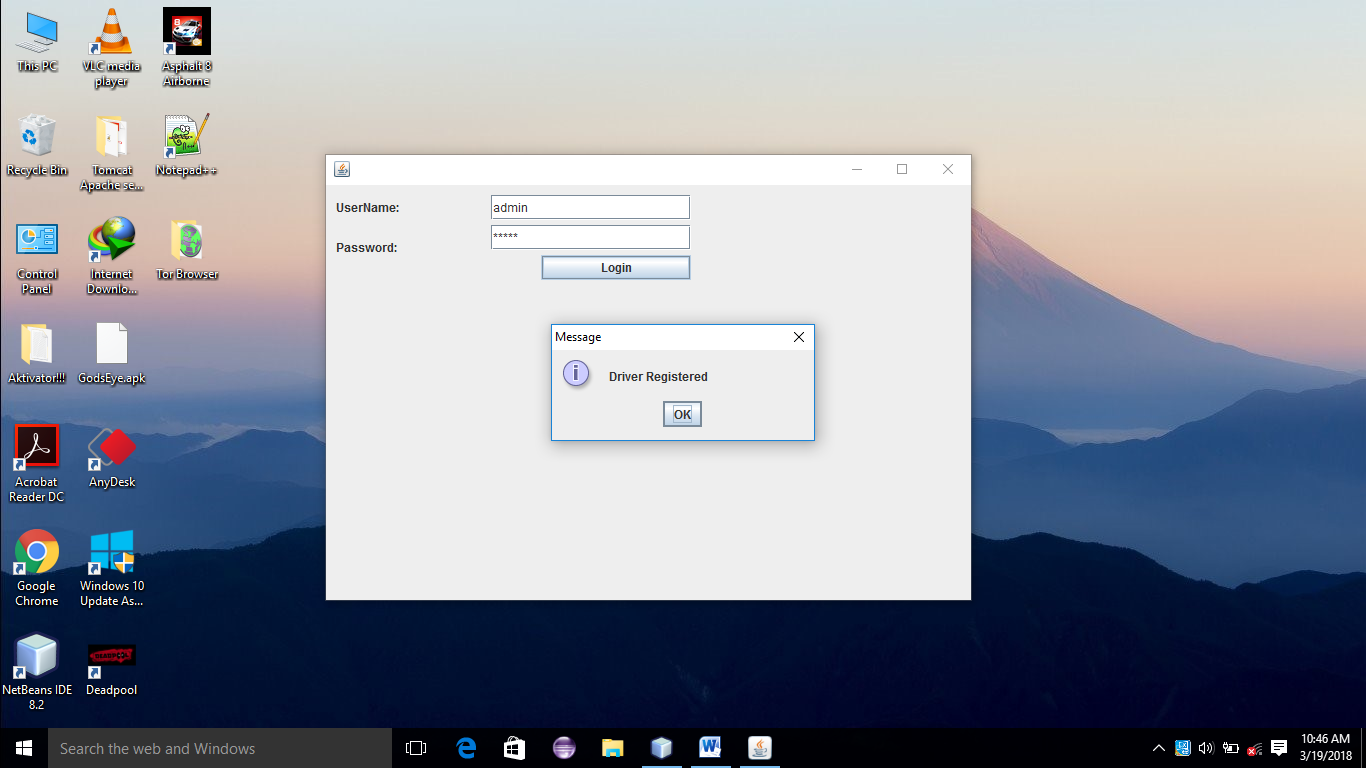 This PC
VLC media
player
Asphalt 8
Airborne
Recycle Bin
Tomcat
Apache se...
Notepad++
Control
Panel
Internet
Downlo...
Tor Browser
Aktivator!!!
GodsEye.apk
Acrobat
Reader DC
AnyDesk
Google
Chrome
Windows 10
Update As...
NetBeans IDE
8.2
Deadpool
UserName:
admin
Password:
*****
Login
Message
Driver Registered
OK
Search the web and Windows
10:46 AM
3/19/2018